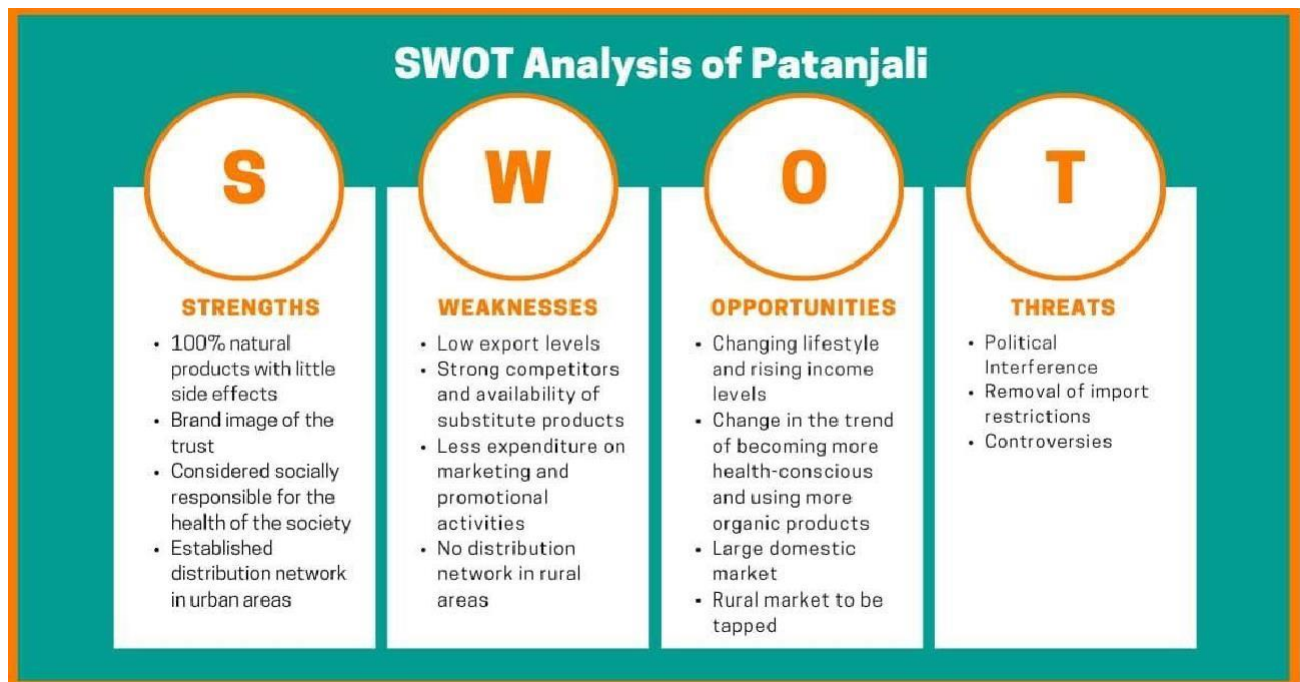 SWOT Analysis of Patanjali
S
STRENGTHS
• 100% natural
products with little
side effects
• Brand image of the
trust
• Considered socially
responsible for the
health of the society
• Established
distribution network
in urban areas
W
WEAKNESSES
• Low export levels
• Strong competitors
and availability of
substitute products
• Less expenditure on
marketing and
promotional
activities
• No distribution
network in rural
areas
O
OPPORTUNITIES
• Changing lifestyle
and rising income
levels
• Change in the trend
of becoming more
health-conscious
and using more
organic products
• Large domestic
market
• Rural market to be
tapped
T
THREATS
• Political
Interference
• Removal of import
restrictions
• Controversies